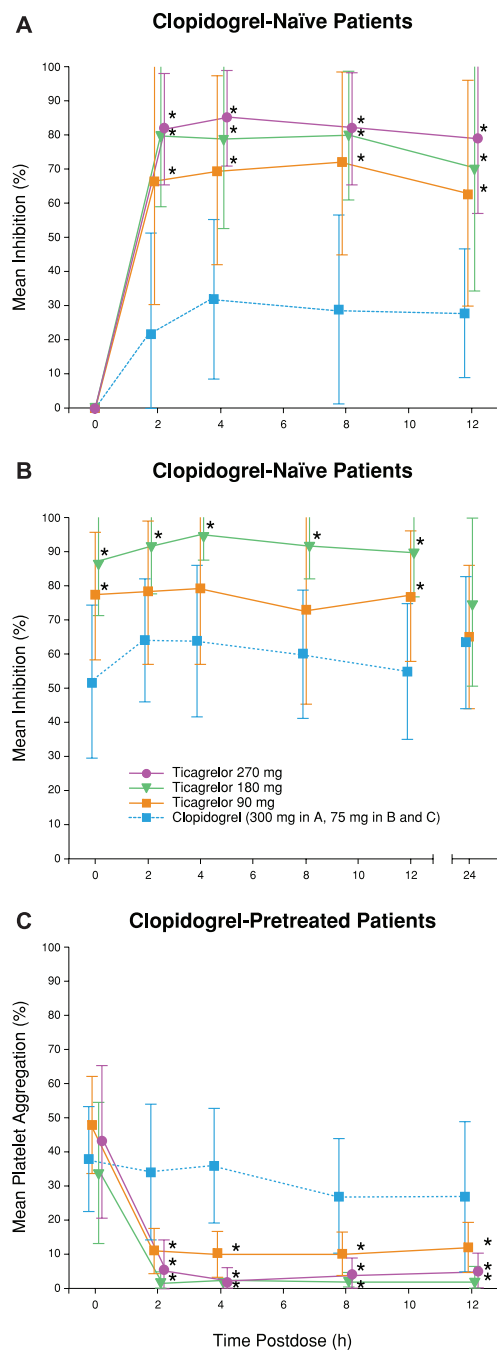 A
Clopidogrel-Naïve Patients
Mean Inhibition (%)
100
90
80
70
60
50
40
30
20
10
0
0 2 4 6 8 10 12
* * * * * * * * * * * *
B
Clopidogrel-Naïve Patients
Mean Inhibition (%)
100
90
80
70
60
50
40
30
20
10
0
* * * * * * *
Ticagrelor 270 mg
Ticagrelor 180 mg
Ticagrelor 90 mg
Clopidogrel (300 mg in A, 75 mg in B and C)
0 2 4 6 8 10 12 24
C
Clopidogrel-Pretreated Patients
Mean Platelet Aggregation (%)
100
90
80
70
60
50
40
30
20
10
0
* * * * * * * * * * * *
0 2 4 6 8 10 12
Time Postdose (h)